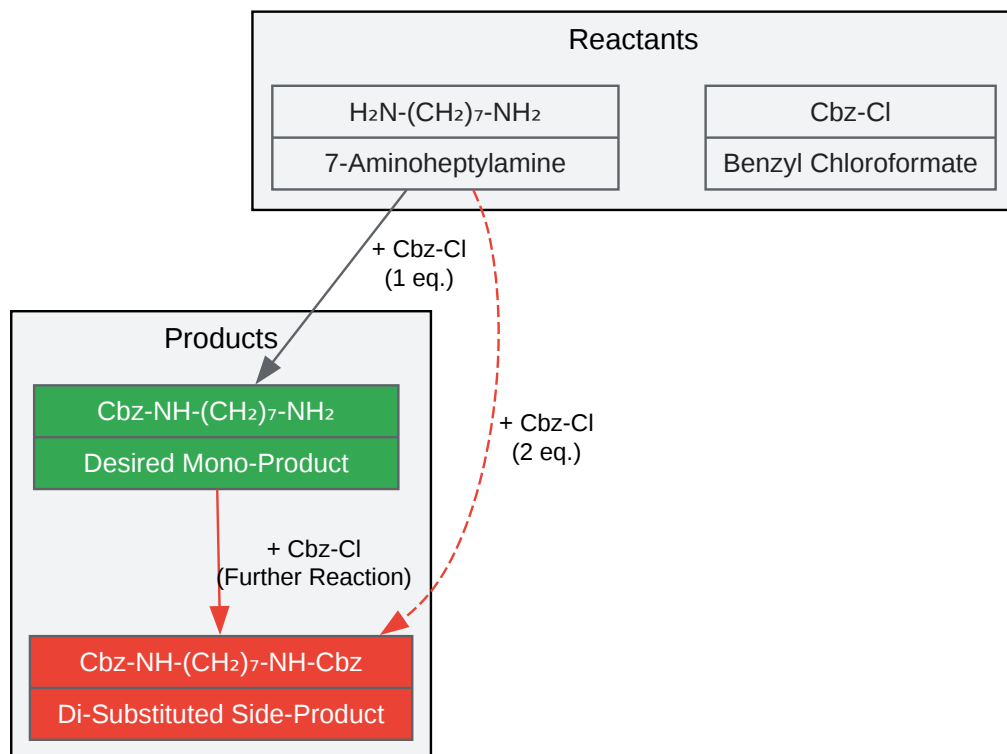 Reactants
H₂N-(CH₂)₇-NH₂
7-Aminoheptylamine
Cbz-Cl
Benzyl Chloroformate
+ Cbz-Cl
(1 eq.)
Products
Cbz-NH-(CH₂)₇-NH₂
Desired Mono-Product
+ Cbz-Cl
(2 eq.)
+ Cbz-Cl
(Further Reaction)
Cbz-NH-(CH₂)₇-NH-Cbz
Di-Substituted Side-Product